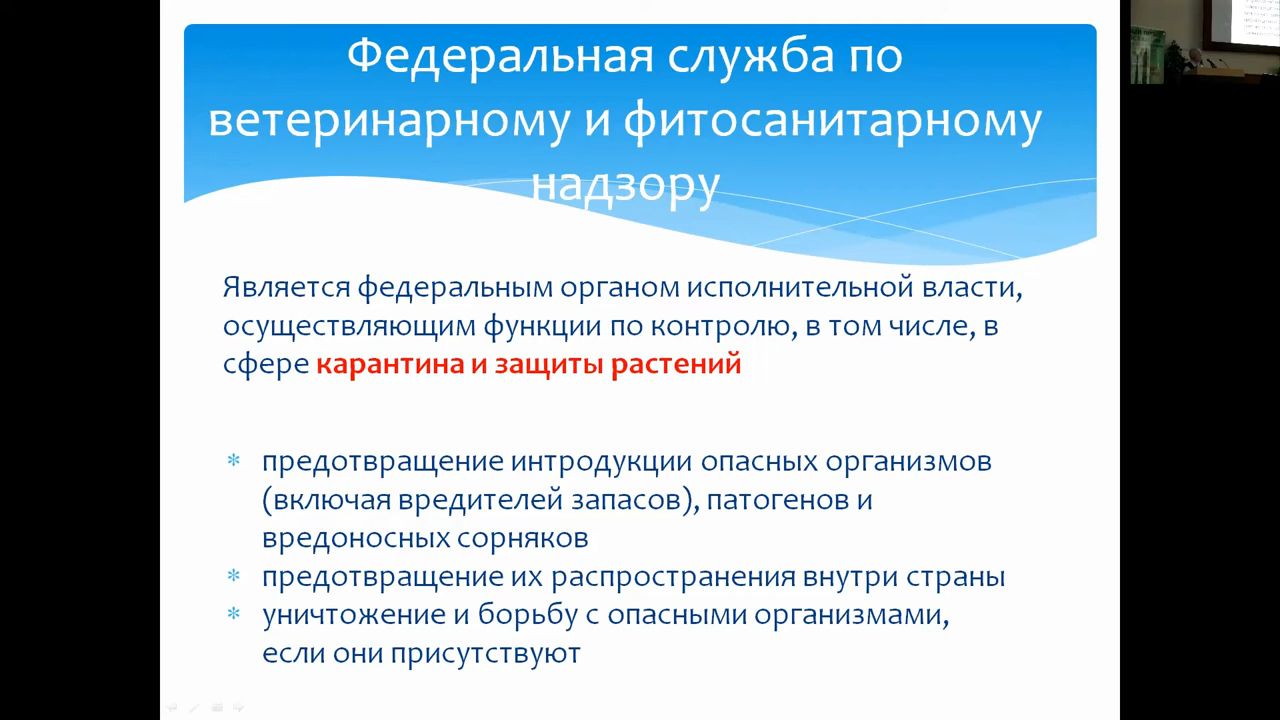 Федеральная служба по
ветеринарному и фитосанитарному
надзору
Является федеральным органом исполнительной власти,
осуществляющим функции по контролю, в том числе, в
сфере карантина и защиты растений
* предотвращение интродукции опасных организмов
(включая вредителей запасов), патогенов и
вредоносных сорняков
* предотвращение их распространения внутри страны
* уничтожение и борьбу с опасными организмами,
если они присутствуют